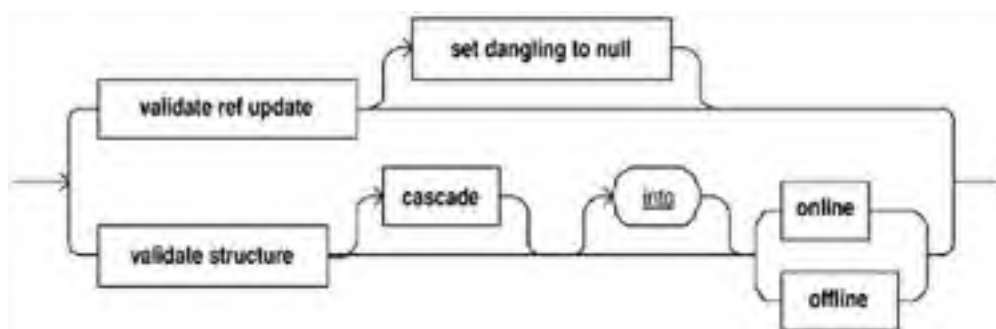 set dangling to null
validate ref update
cascade
into
online
validate structure
offline